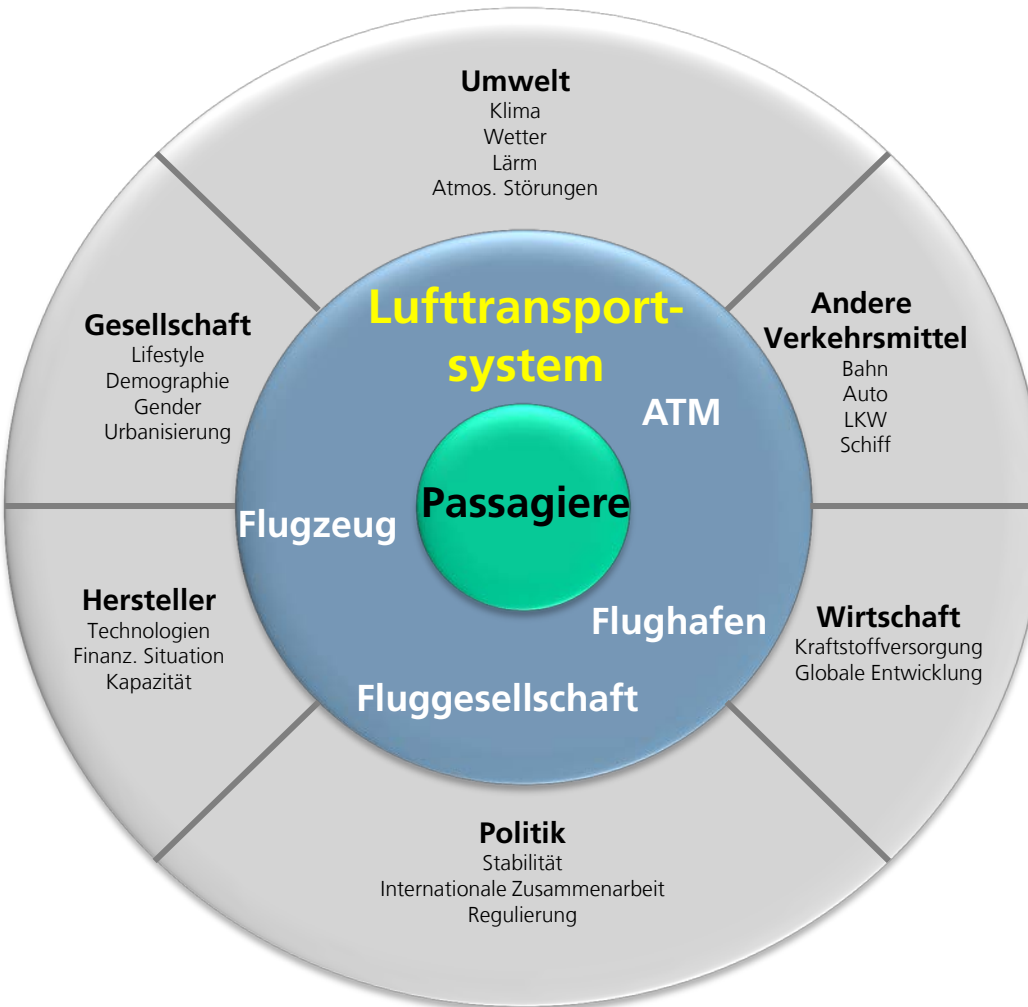 Umwelt
Klima
Wetter
Lärm
Atmos. Störungen
Gesellschaft
Lifestyle
Demographie
Gender
Urbanisierung
Lufttransport-
system
ATM
Andere
Verkehrsmittel
Bahn
Auto
LKW
Schiff
Passagiere
Flugzeug
Flughafen
Fluggesellschaft
Hersteller
Technologien
Finanz. Situation
Kapazität
Wirtschaft
Kraftstoffversorgung
Globale Entwicklung
Politik
Stabilität
Internationale Zusammenarbeit
Regulierung